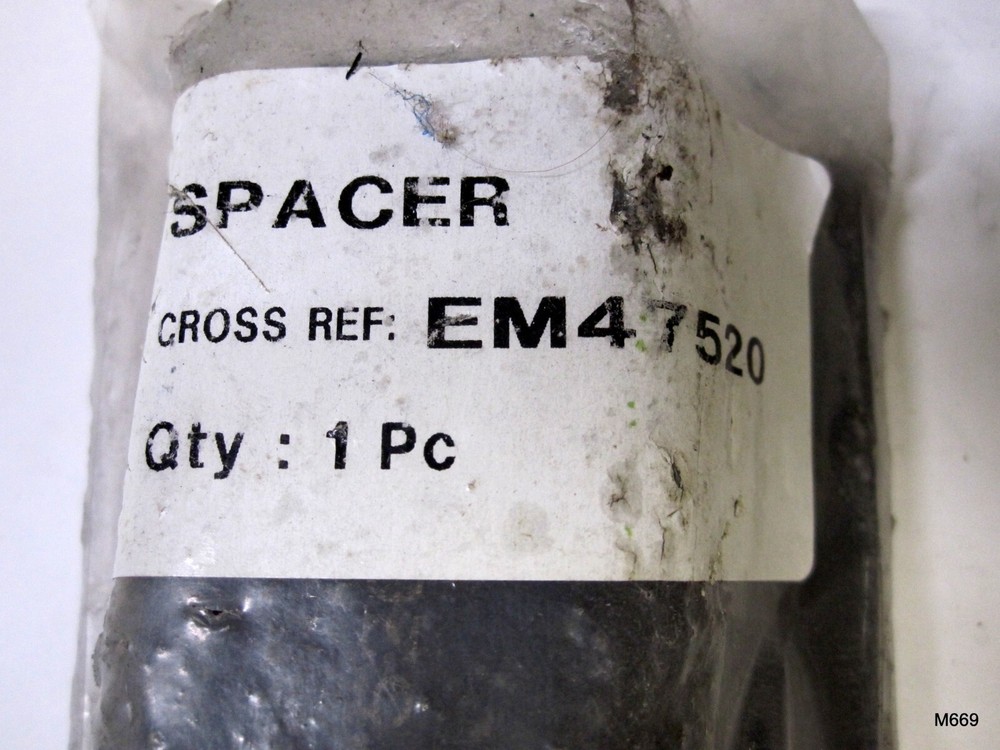 SPACER
CROSS REF: EM47520
Qty : 1 Pc
M669